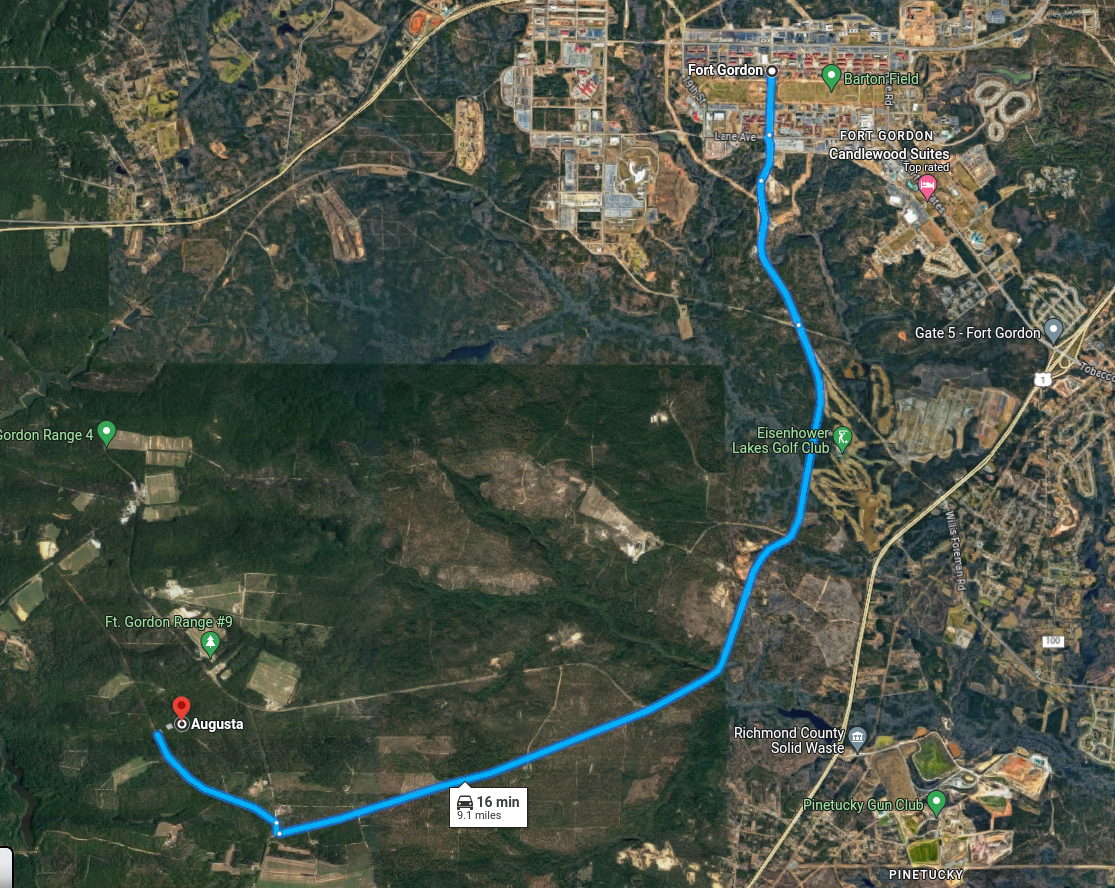 Fort Gordon
Barton Field
Lane Ave
FORT GORDON
Candlewood Suites
Top rated
Gate 5 - Fort Gordon
1
Tobacco
Gordon Range 4
Eisenhower
Lakes Golf Club
Willis Foreman Rd
Ft. Gordon Range #9
100
Augusta
Richmond County
Solid Waste
16 min
9.1 miles
Pinetucky Gun Club
PINETUCKY